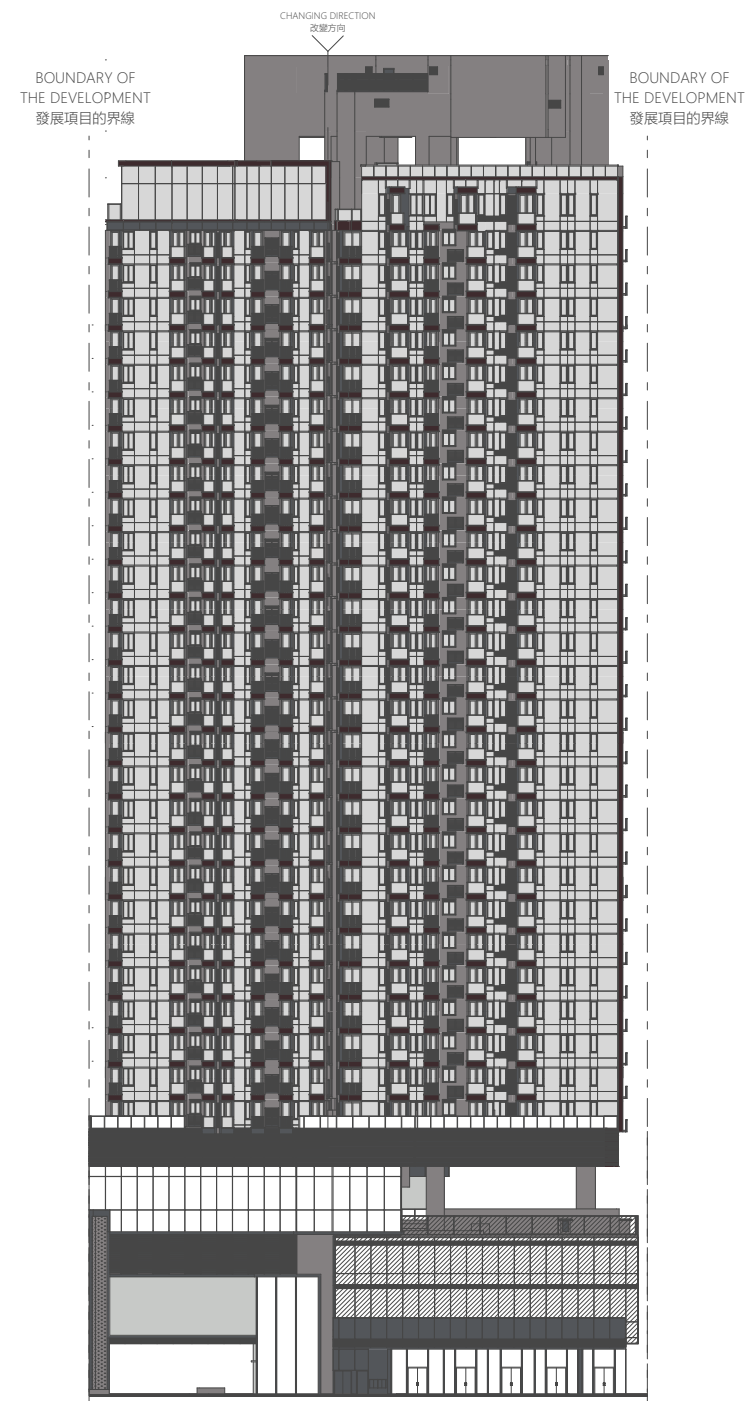 CHANGING DIRECTION
改變方向
BOUNDARY OF
THE DEVELOPMENT
發展項目的界線
BOUNDARY OF
THE DEVELOPMENT
發展項目的界線